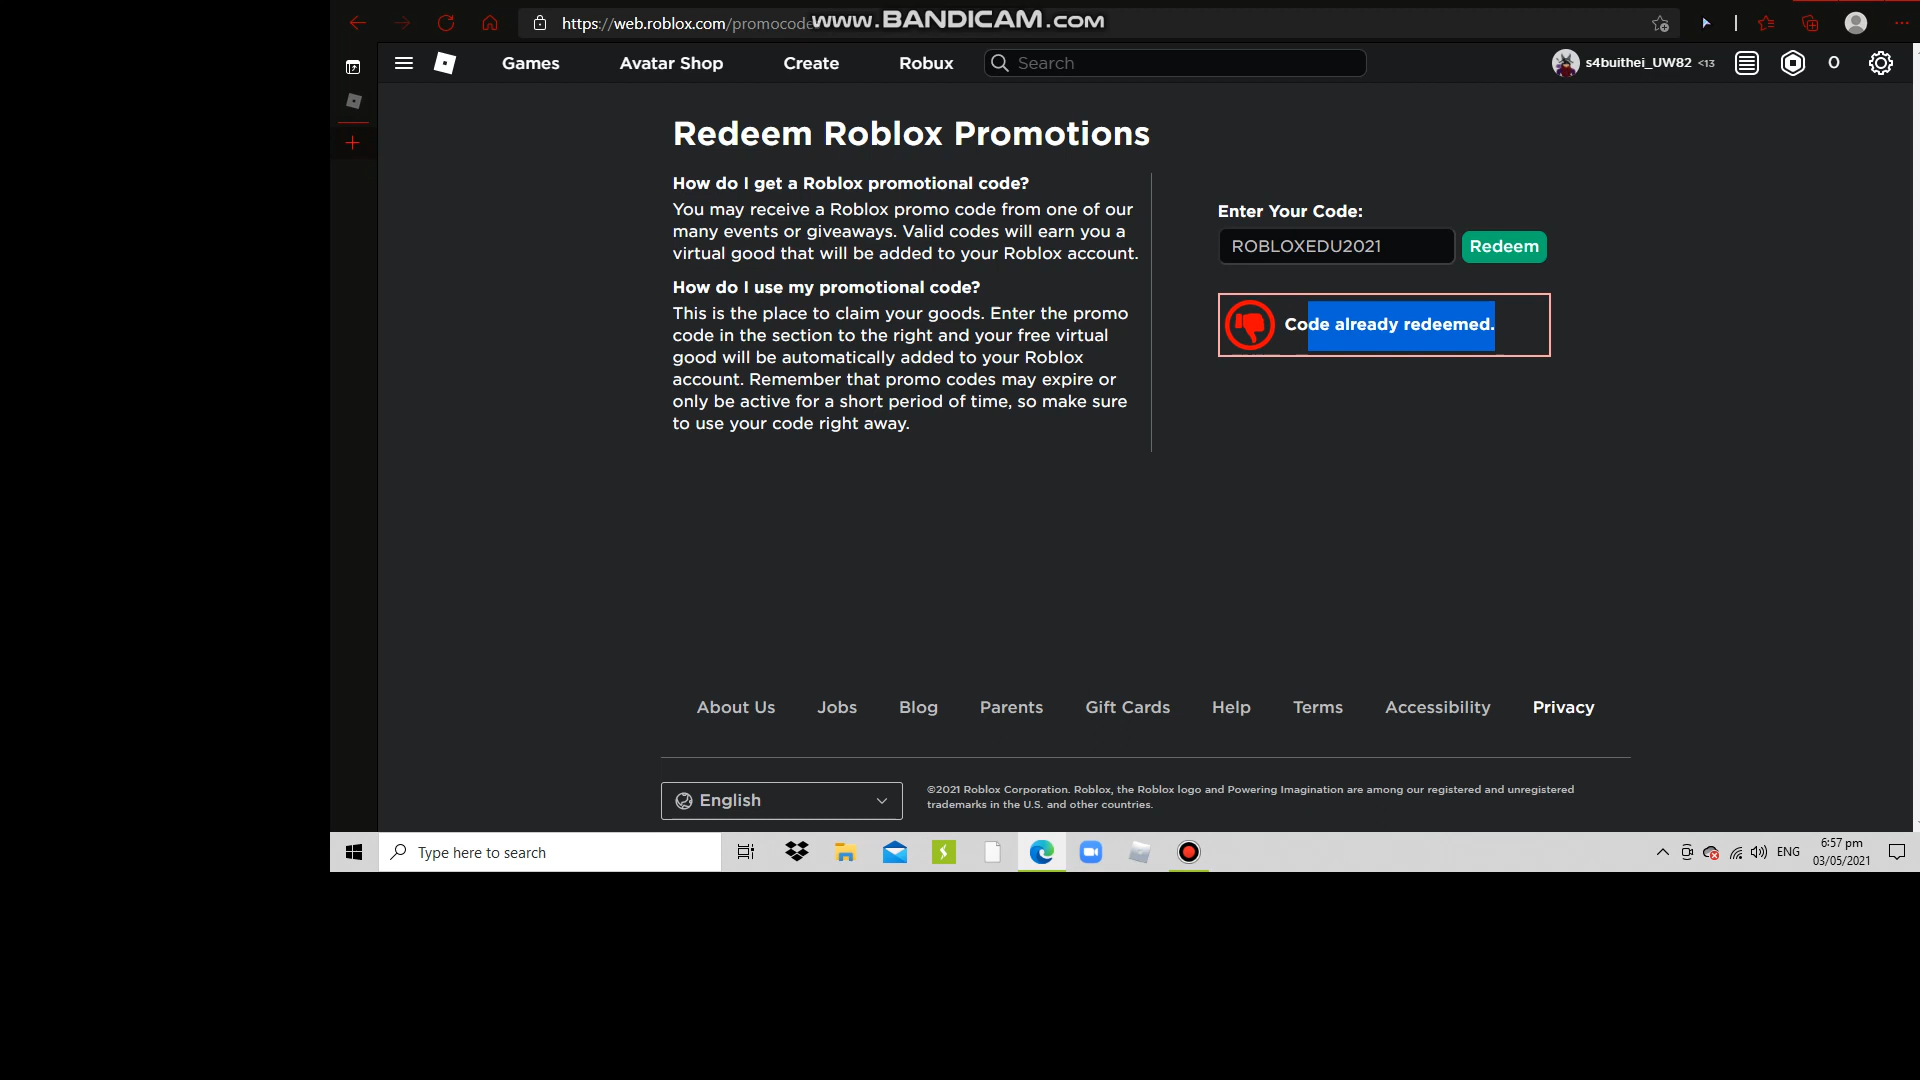 https://web.roblox.com/promocode
www.BANDICAM.com
Games
Avatar Shop
Create
Robux
Search
s4buithei_UW82 <13
0
Redeem Roblox Promotions
How do I get a Roblox promotional code?
You may receive a Roblox promo code from one of our
many events or giveaways. Valid codes will earn you a
virtual good that will be added to your Roblox account.
How do I use my promotional code?
This is the place to claim your goods. Enter the promo
code in the section to the right and your free virtual
good will be automatically added to your Roblox
account. Remember that promo codes may expire or
only be active for a short period of time, so make sure
to use your code right away.
Enter Your Code:
ROBLOXEDU2021
Redeem
Code already redeemed.
About Us
Jobs
Blog
Parents
Gift Cards
Help
Terms
Accessibility
Privacy
English
©2021 Roblox Corporation. Roblox, the Roblox logo and Powering Imagination are among our registered and unregistered
trademarks in the U.S. and other countries.
Type here to search
ENG
6:57 pm
03/05/2021